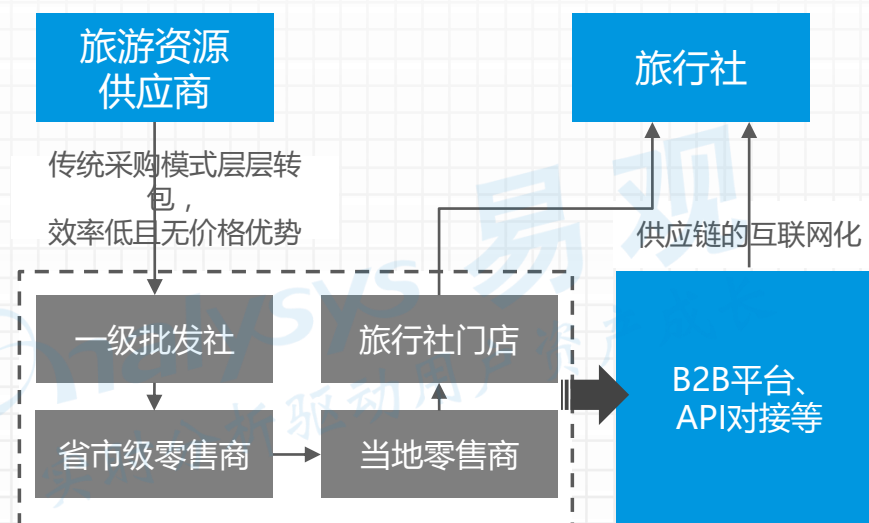 旅游资源
供应商
旅行社
传统采购模式层层转
包，
效率低且无价格优势
供应链的互联网化
一级批发社
旅行社门店
B2B平台、
API对接等
省市级零售商
当地零售商
analysys 易观